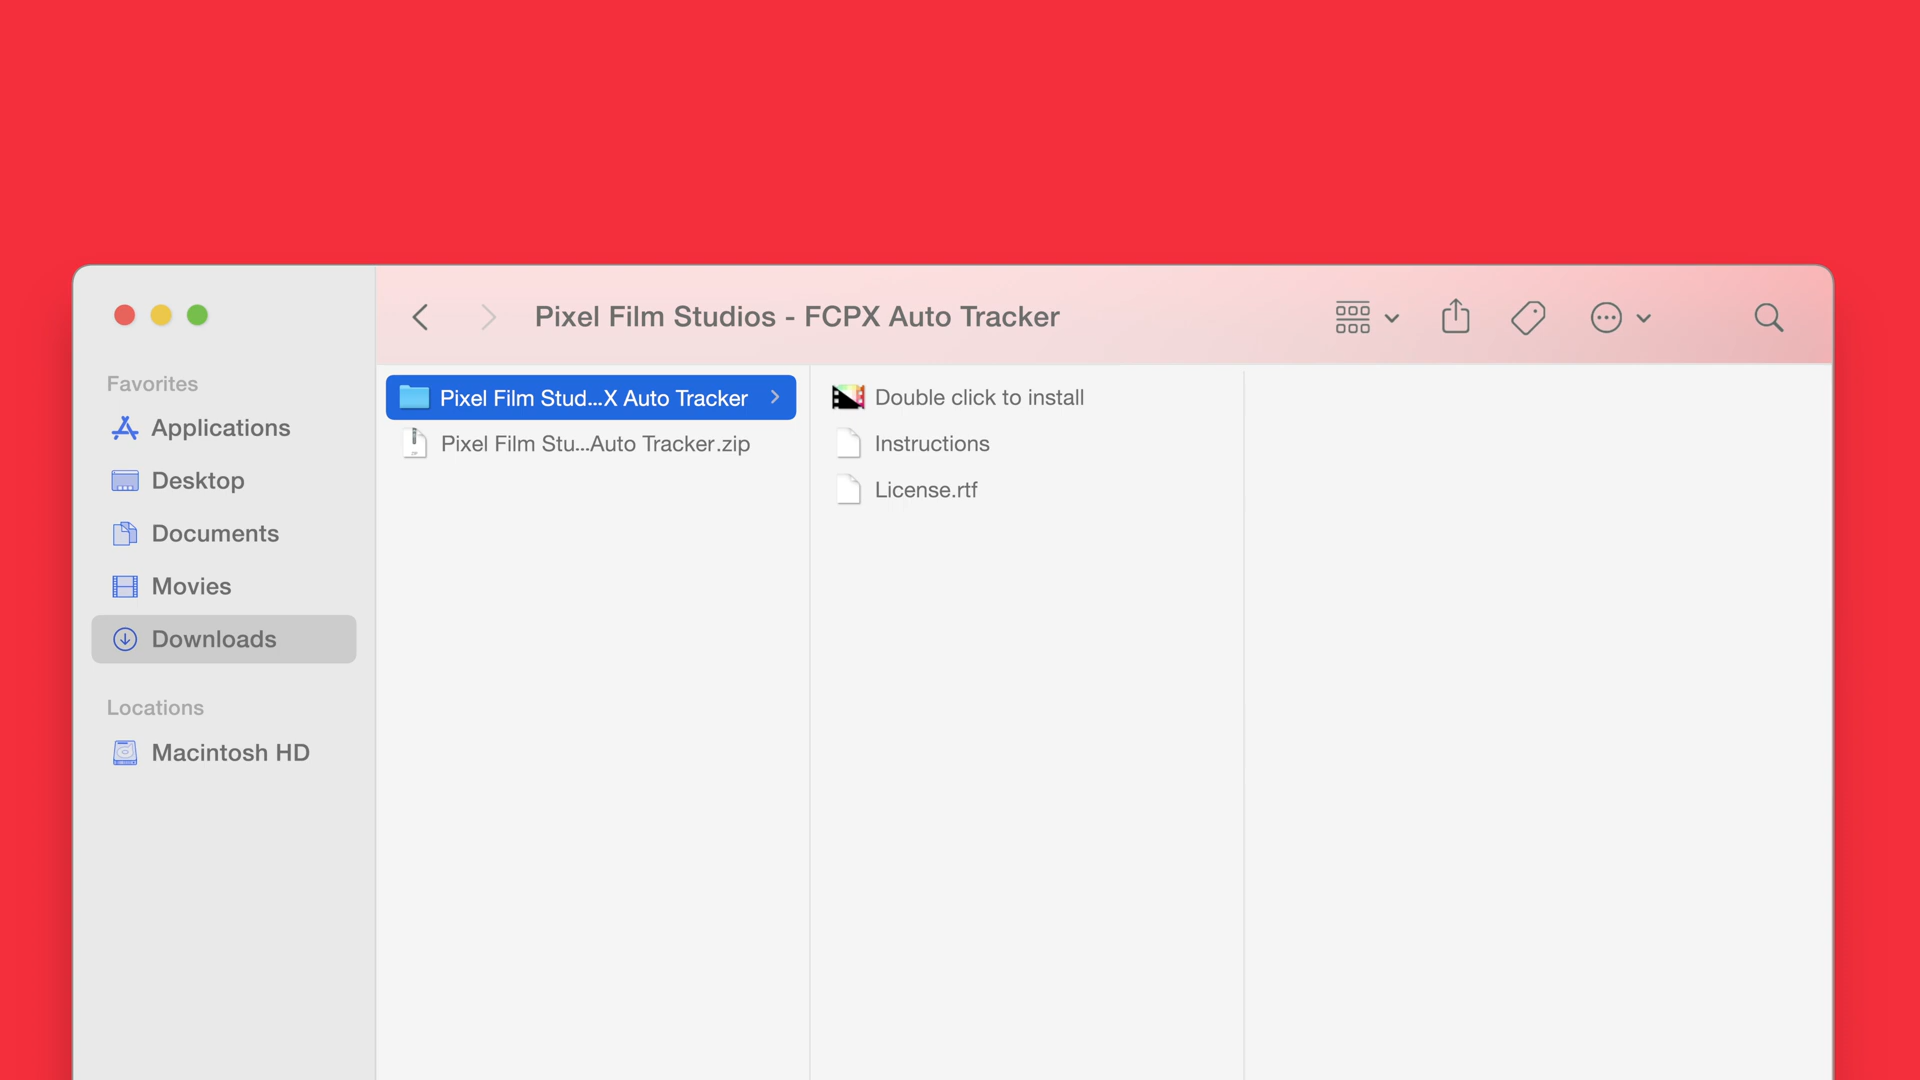 Pixel Film Studios - FCPX Auto Tracker
Favorites
Applications
Desktop
Documents
Movies
Downloads
Locations
Macintosh HD
Pixel Film Stud...X Auto Tracker
Pixel Film Stu...Auto Tracker.zip
Double click to install
Instructions
License.rtf